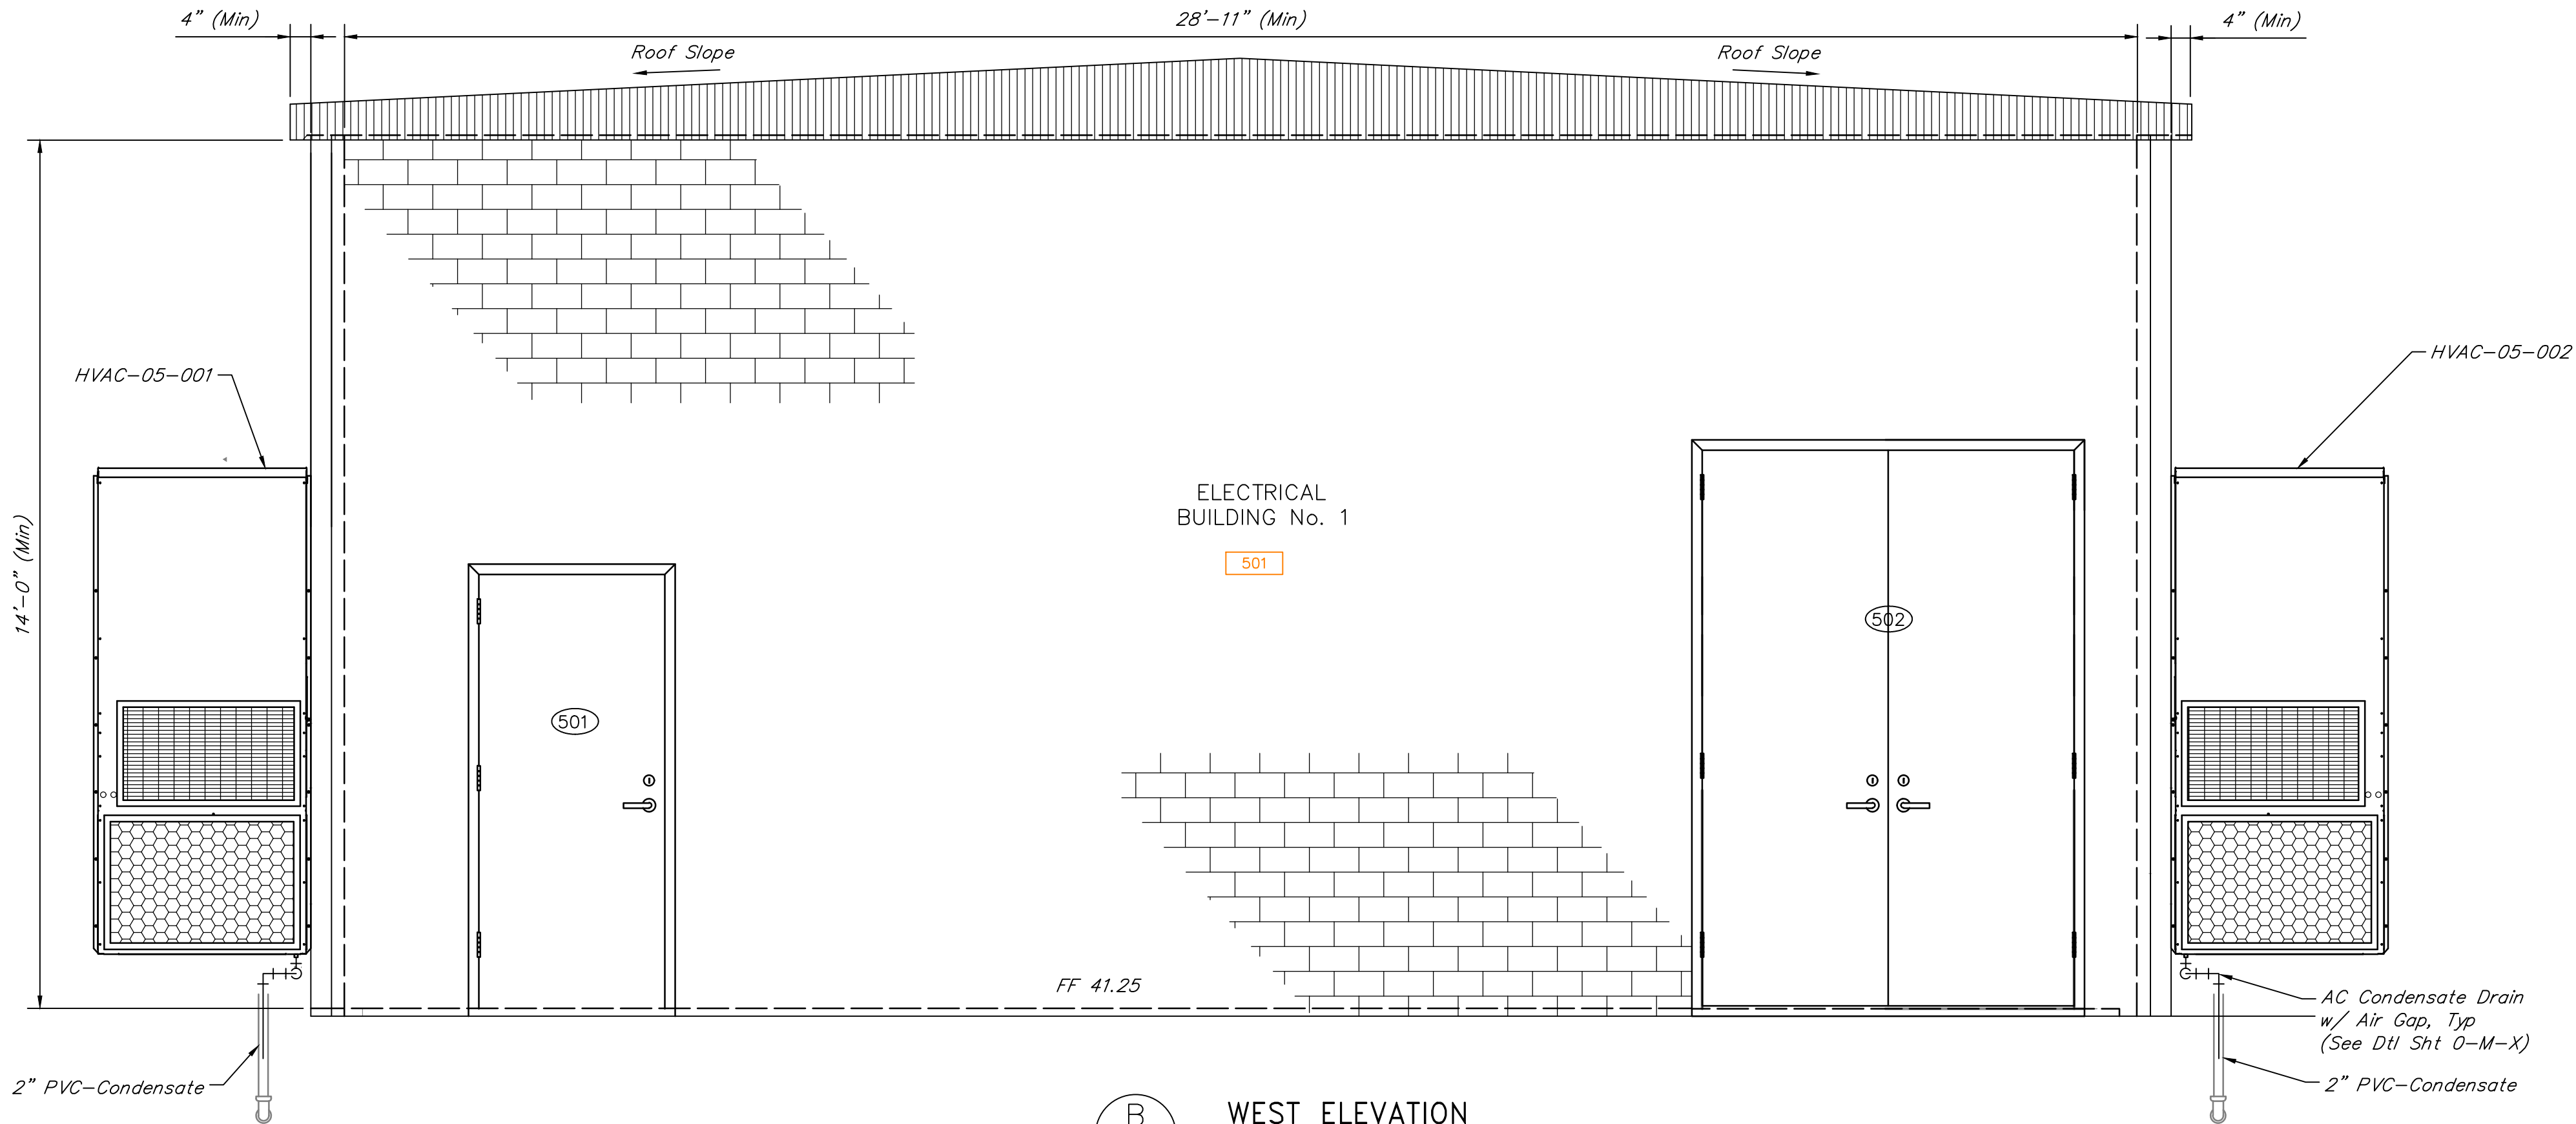 4" (Min)
28'-11" (Min)
4" (Min)
Roof Slope
Roof Slope
HVAC-05-001
HVAC-05-002
14'-0" (Min)
ELECTRICAL
BUILDING No. 1
501
501
502
FF 41.25
AC Condensate Drain
w/ Air Gap, Typ
(See Dtl Sht 0-M-X)
2" PVC-Condensate
2" PVC-Condensate
B
WEST ELEVATION